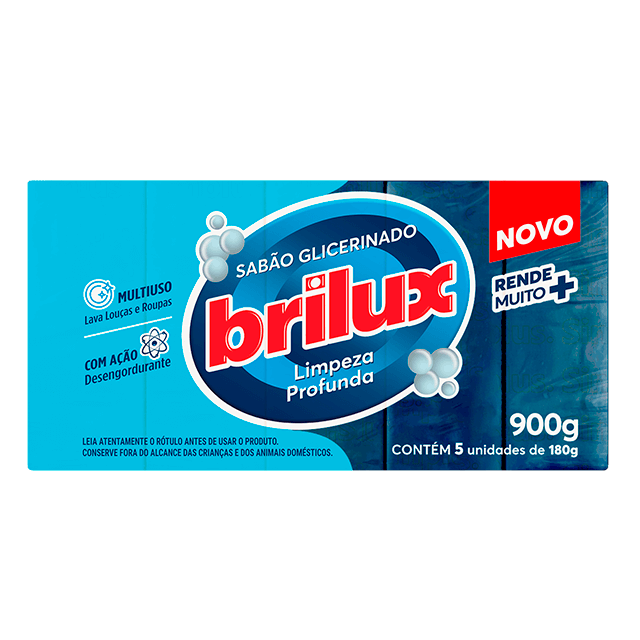 NOVO
SABÃO GLICERINADO
brilux
Limpeza
Profunda
RENDE
MUITO +
MULTIUSO
Lava Louças e Roupas
COM AÇÃO
Desengordurante
LEIA ATENTAMENTE O RÓTULO ANTES DE USAR O PRODUTO.
CONSERVE FORA DO ALCANCE DAS CRIANÇAS E DOS ANIMAIS DOMÉSTICOS.
900g
CONTÉM 5 unidades de 180g